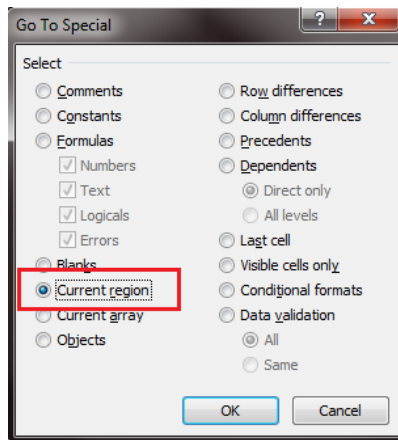 Go To Special
?
X
Select
Comments
Constants
Formulas
Numbers
Text
Logicals
Errors
Blanks
Current region
Current array
Objects
Row differences
Column differences
Precedents
Dependents
Direct only
All levels
Last cell
Visible cells only
Conditional formats
Data validation
All
Same
OK
Cancel